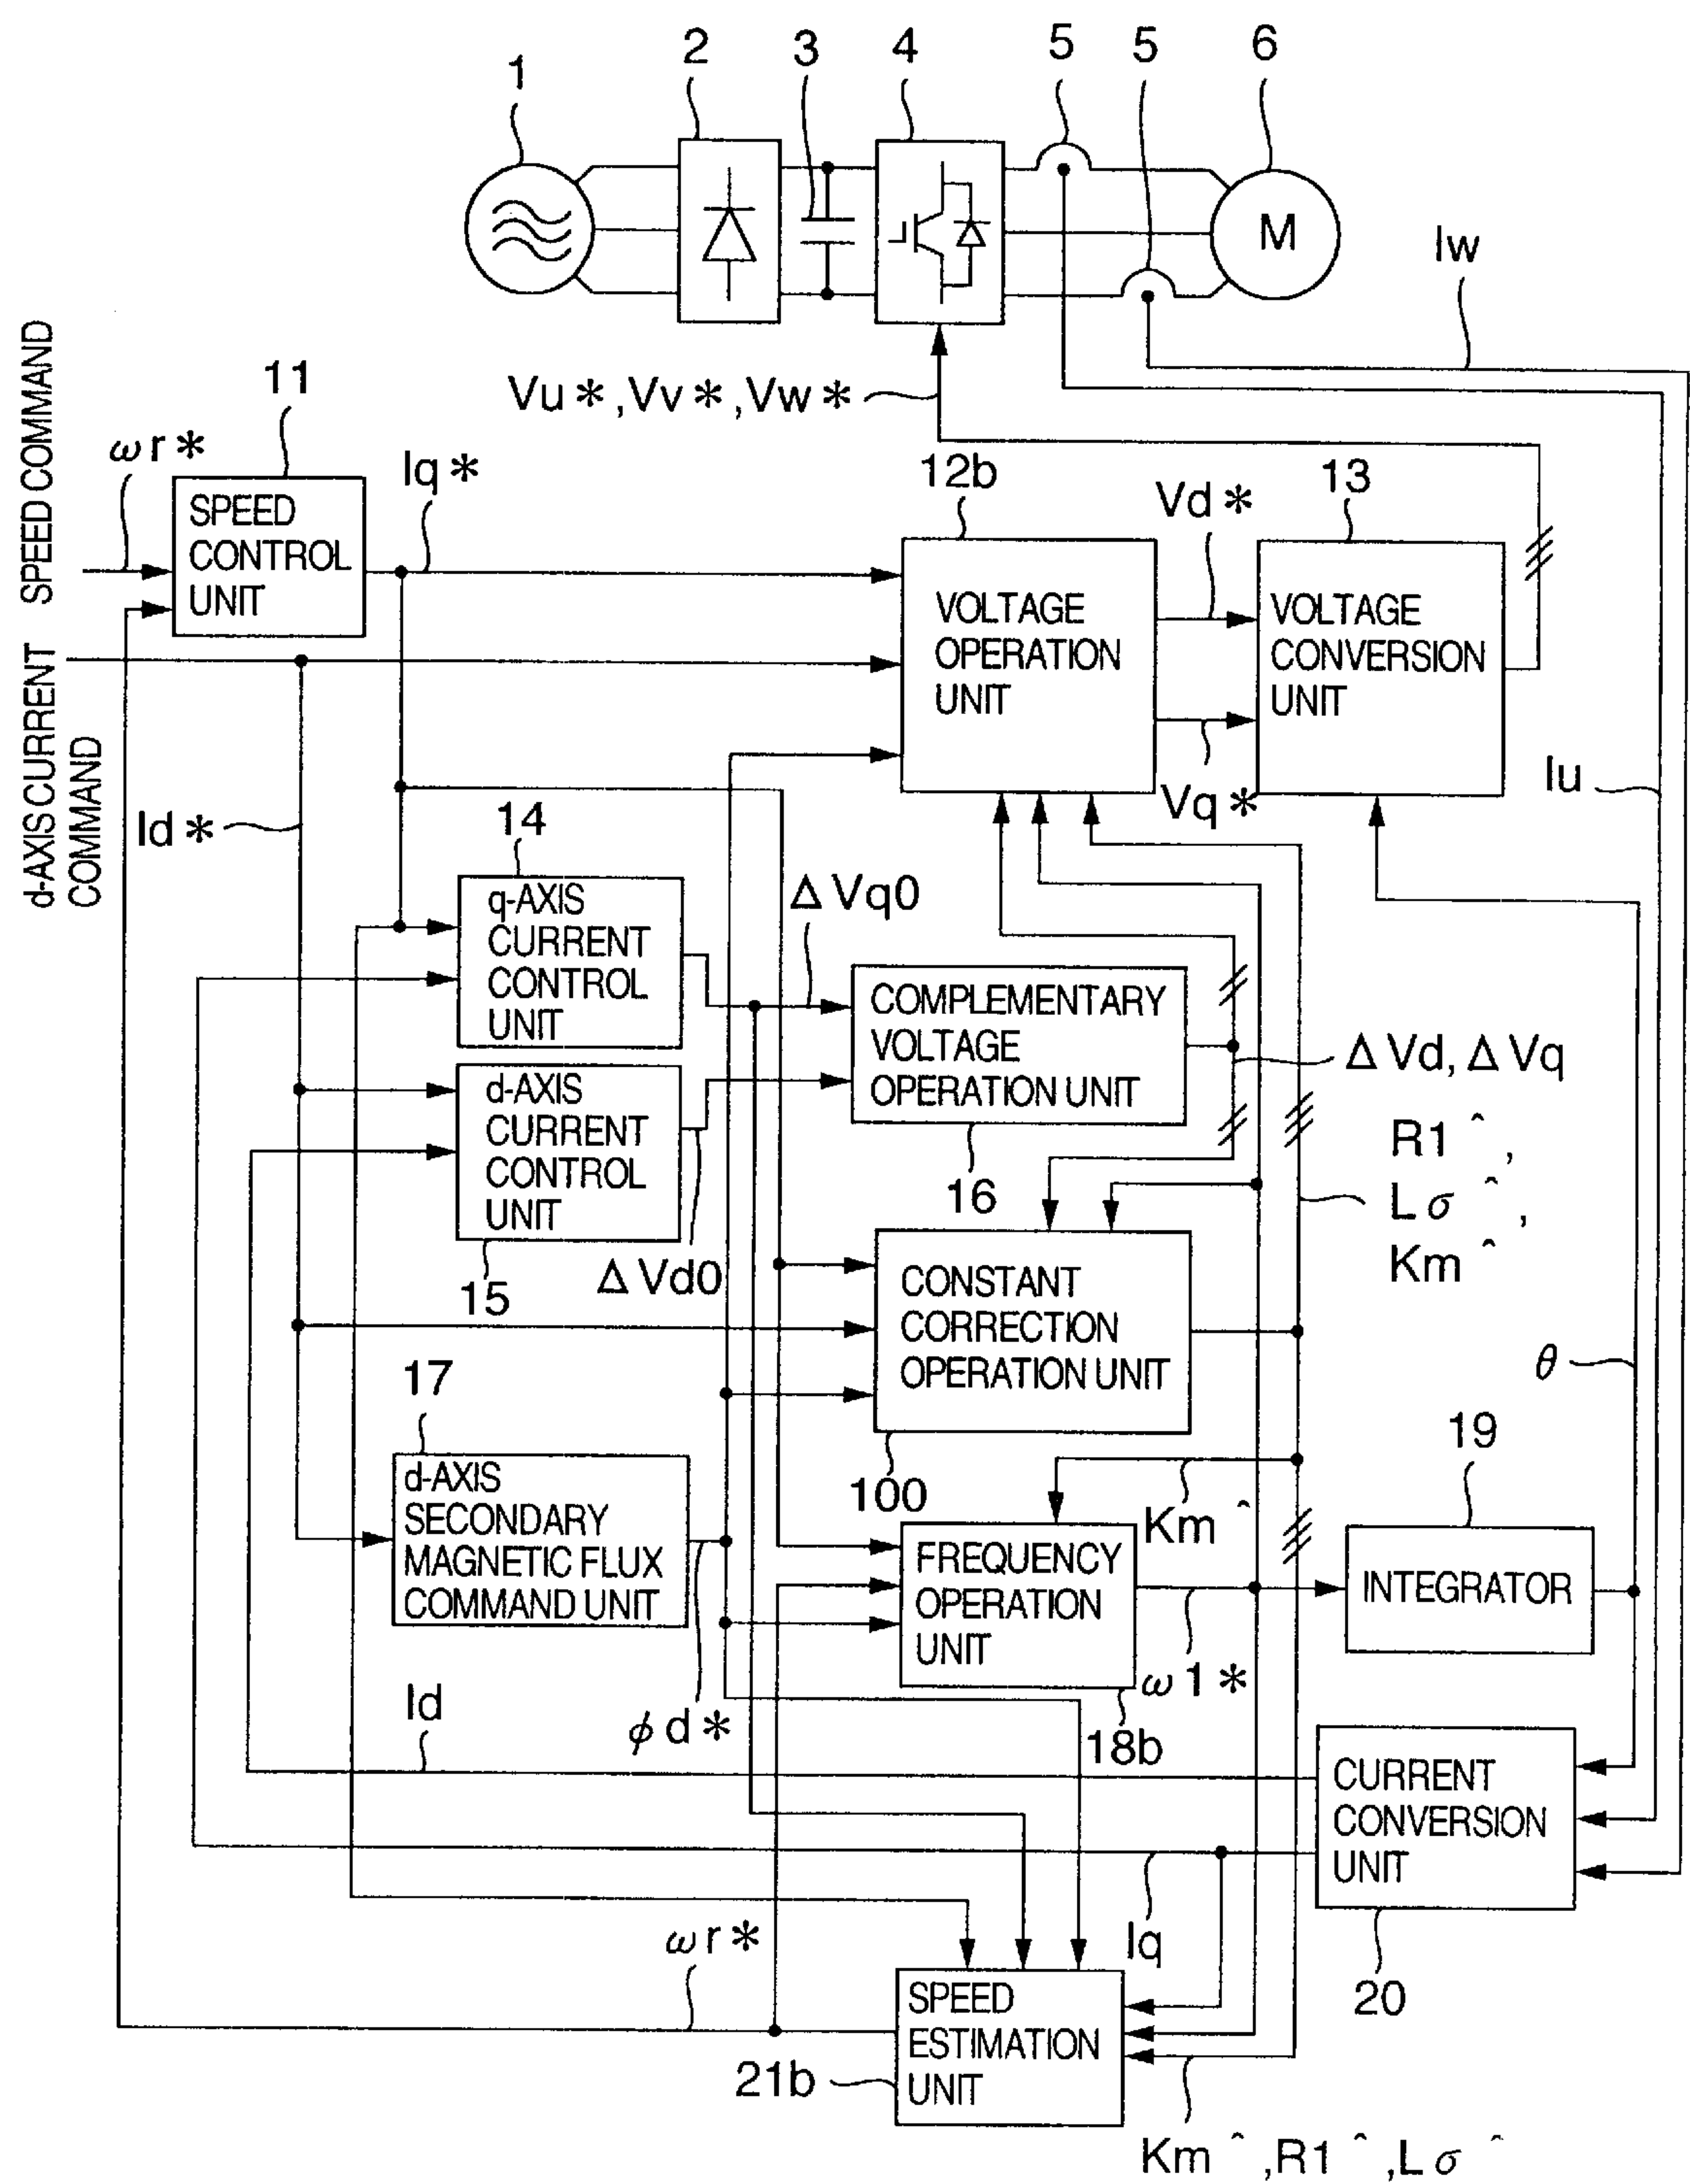 1
2
3
4
5
5
6
M
Iw
SPEED COMMAND
11
Vu*,Vv*,Vw*
ωr*
Iq*
12b
13
Vd*
SPEED
CONTROL
UNIT
VOLTAGE
OPERATION
UNIT
VOLTAGE
CONVERSION
UNIT
d-AXIS CURRENT
COMMAND
Iu
Vq*
Id*
14
q-AXIS
CURRENT
CONTROL
UNIT
ΔVq0
COMPLEMENTARY
VOLTAGE
OPERATION UNIT
ΔVd, ΔVq
d-AXIS
CURRENT
CONTROL
UNIT
R1^,
Lσ^,
Km^
16
15
ΔVd0
CONSTANT
CORRECTION
OPERATION UNIT
θ
17
19
100
d-AXIS
SECONDARY
MAGNETIC FLUX
COMMAND UNIT
Km^
FREQUENCY
OPERATION
UNIT
INTEGRATOR
ω1*
Id
φd*
18b
CURRENT
CONVERSION
UNIT
ωr*
Iq
20
SPEED
ESTIMATION
UNIT
21b
Km^,R1^,Lσ^